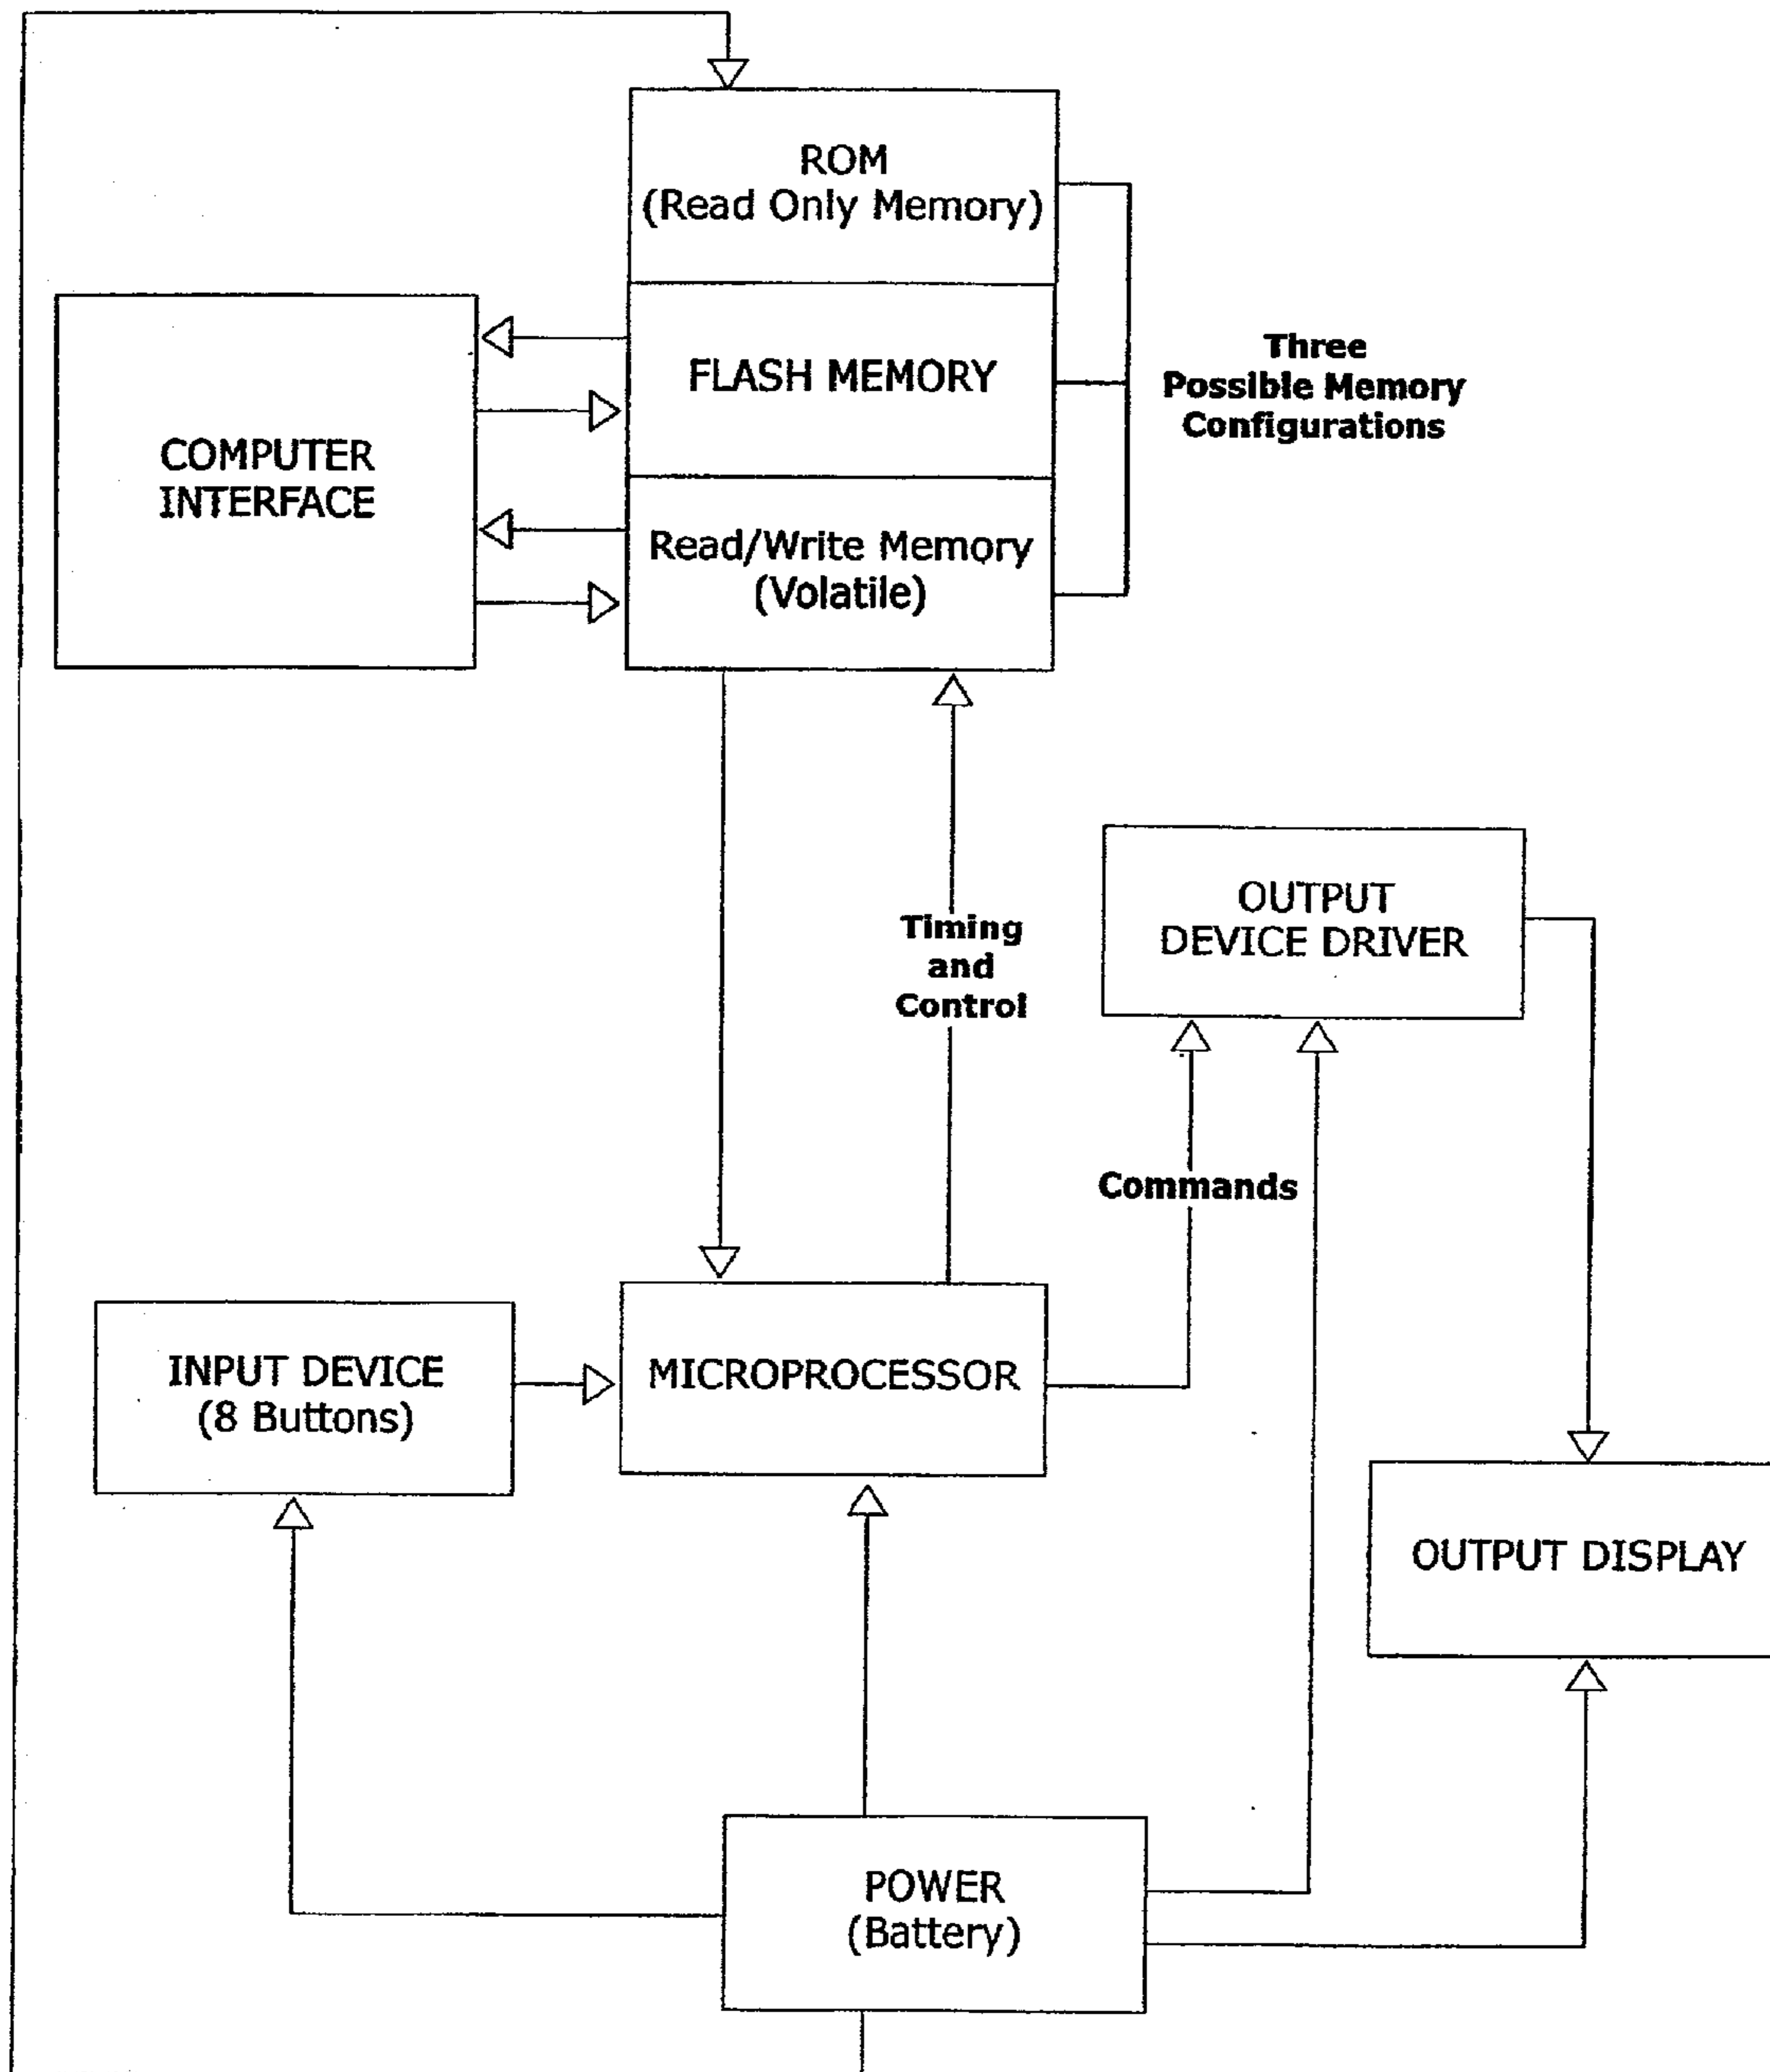 ROM
(Read Only Memory)
FLASH MEMORY
Read/Write Memory
(Volatile)
Three
Possible Memory
Configurations
COMPUTER
INTERFACE
Timing
and
Control
OUTPUT
DEVICE DRIVER
Commands
INPUT DEVICE
(8 Buttons)
MICROPROCESSOR
OUTPUT DISPLAY
POWER
(Battery)